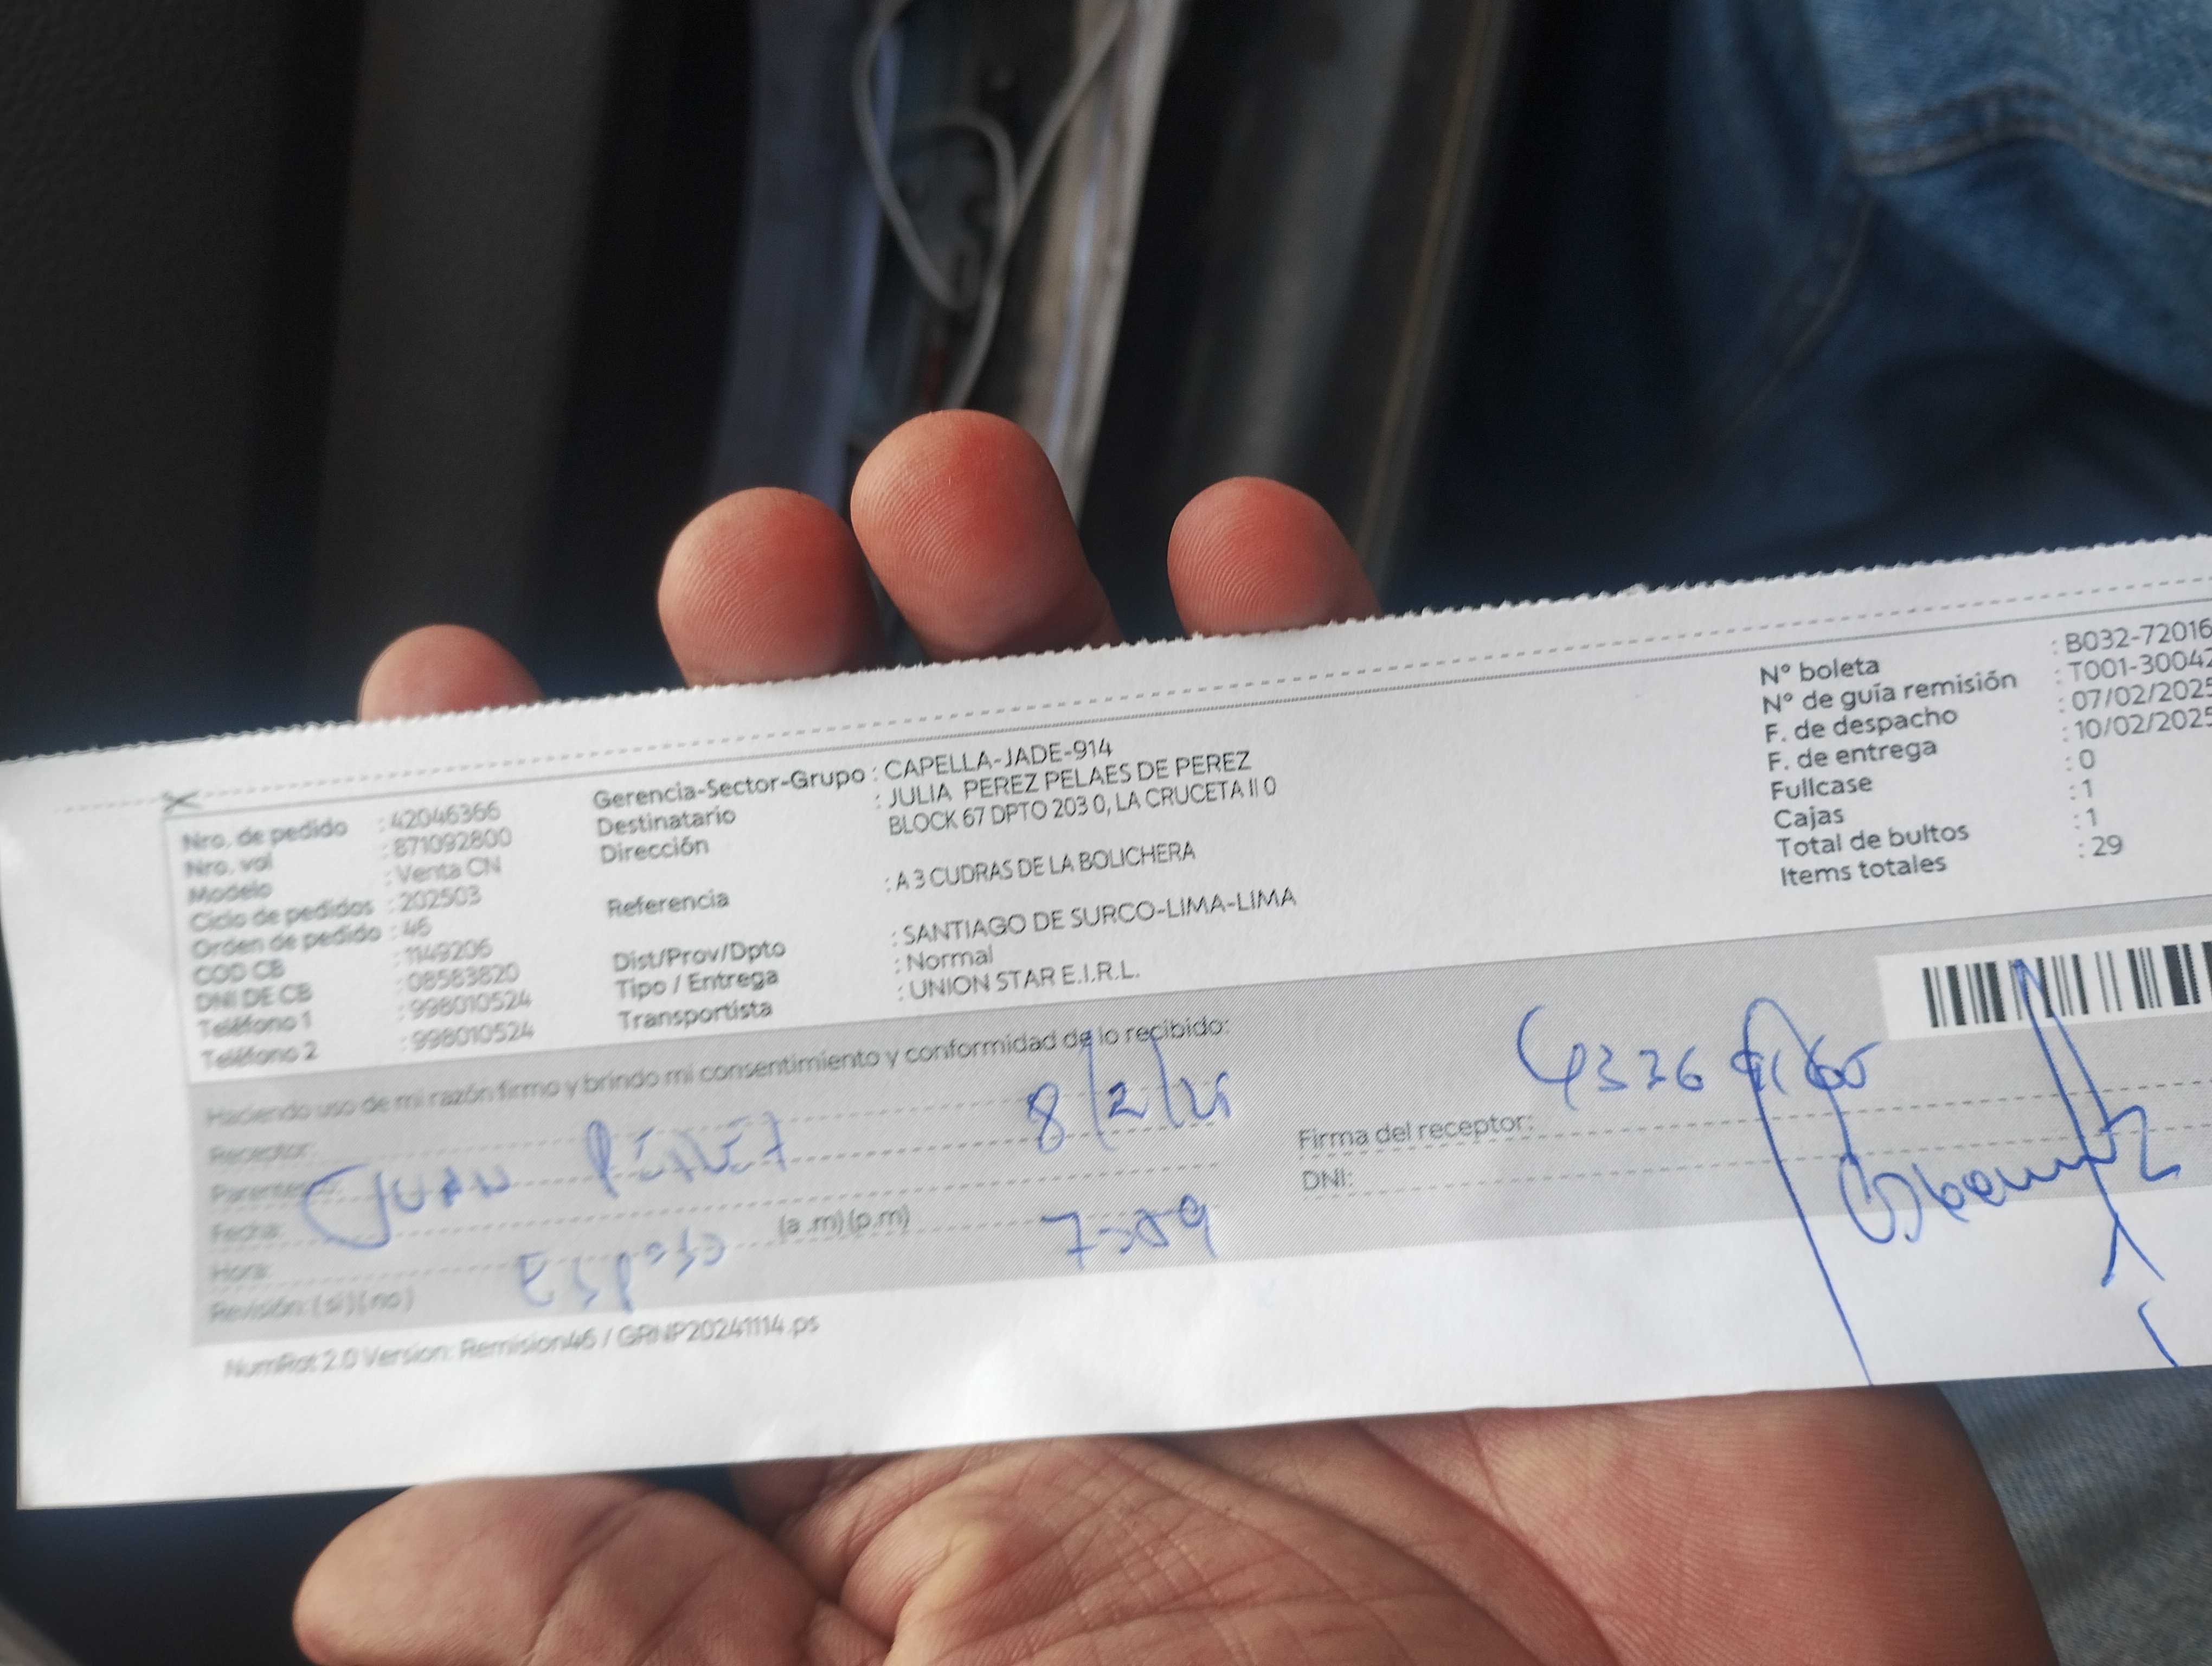 Nro. de pedido : 42046366
Nro. vol : 871092800
Modelo : Venta CN
Ciclo de pedidos : 202503
Orden de pedido : 46
COD CB : 1149206
DNI DE CB : 08583820
Teléfono 1 : 998010524
Teléfono 2 : 998010524
Gerencia-Sector-Grupo : CAPELLA-JADE-914
Destinatario : JULIA PEREZ PELAES DE PEREZ
Dirección BLOCK 67 DPTO 203 0, LA CRUCETA II 0
Referencia : A 3 CUDRAS DE LA BOLICHERA
Dist/Prov/Dpto : SANTIAGO DE SURCO-LIMA-LIMA
Tipo / Entrega : Normal
Transportista : UNION STAR E.I.R.L.
N° boleta : B032-72016
N° de guía remisión : T001-30042
F. de despacho : 07/02/2025
F. de entrega : 10/02/2025
Fullcase : 0
Cajas : 1
Total de bultos : 1
Items totales : 29
Haciendo uso de mi razón firmo y brindo mi consentimiento y conformidad de lo recibido:
Receptor:
Parentesco:
Fecha:
Hora: (a .m) (p.m)
Revisión: ( si ) ( no )
JUAN 8/2/25
Esposo
Firma del receptor:
DNI:
NumRot 2.0 Version: Remision46 / GRNP20241114.ps